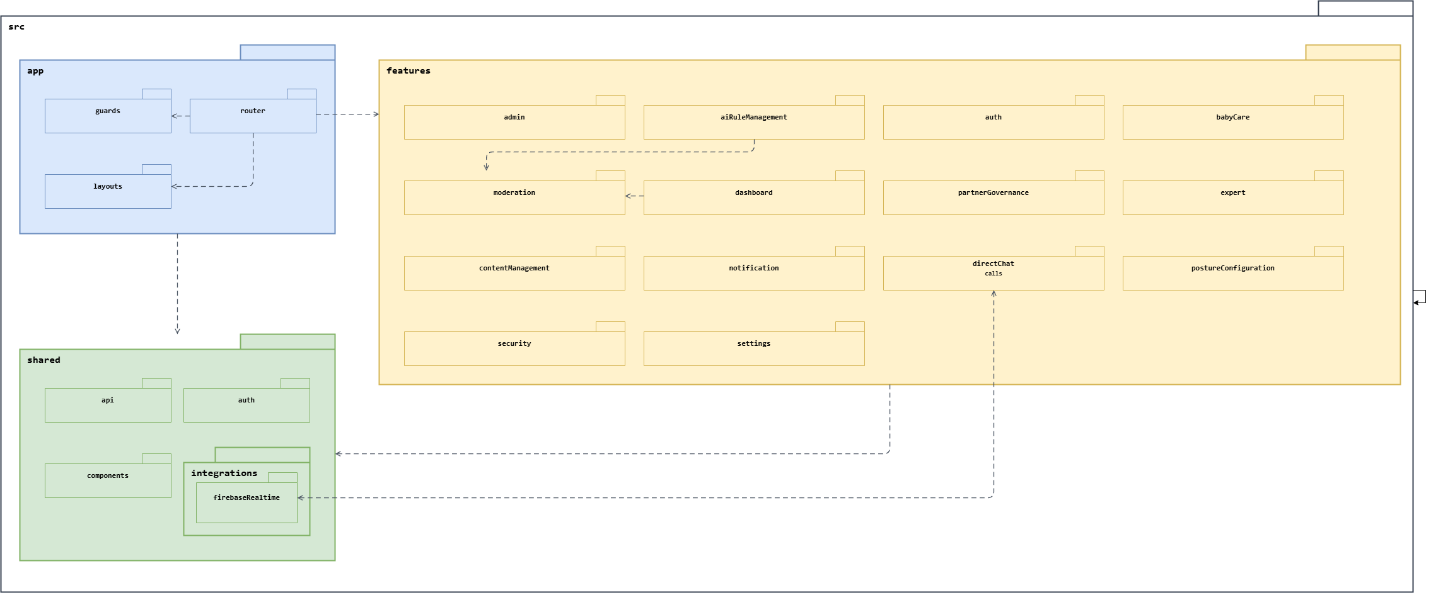 src
app
guards
router
layouts
features
admin
aiRuleManagement
auth
babyCare
moderation
dashboard
partnerGovernance
expert
contentManagement
notification
directChat
calls
postureConfiguration
security
settings
shared
api
auth
components
integrations
firebaseRealtime